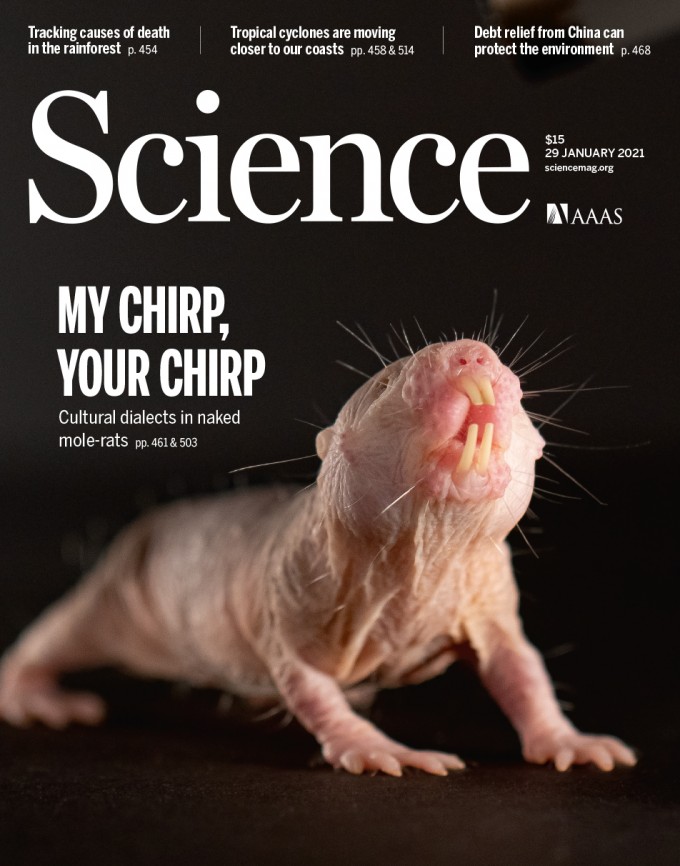 Tracking causes of death
in the rainforest p. 454
Tropical cyclones are moving
closer to our coasts pp. 458 & 514
Debt relief from China can
protect the environment p. 468
Science
$15
29 JANUARY 2021
sciencemag.org
AAAS
MY CHIRP,
YOUR CHIRP
Cultural dialects in naked
mole-rats pp. 461 & 503